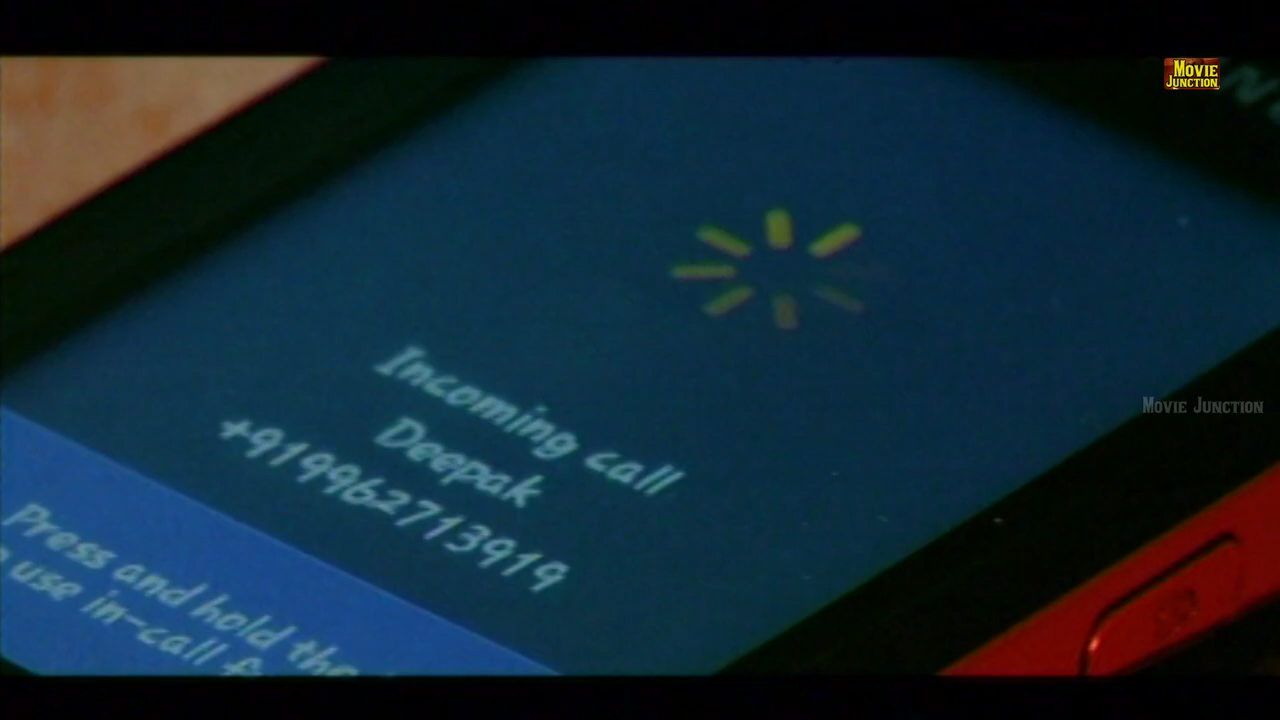 MOVIE
JUNCTION
MOVIE JUNCTION
Incoming call
Deepak
+919962713919
Press and hold the
use in-call